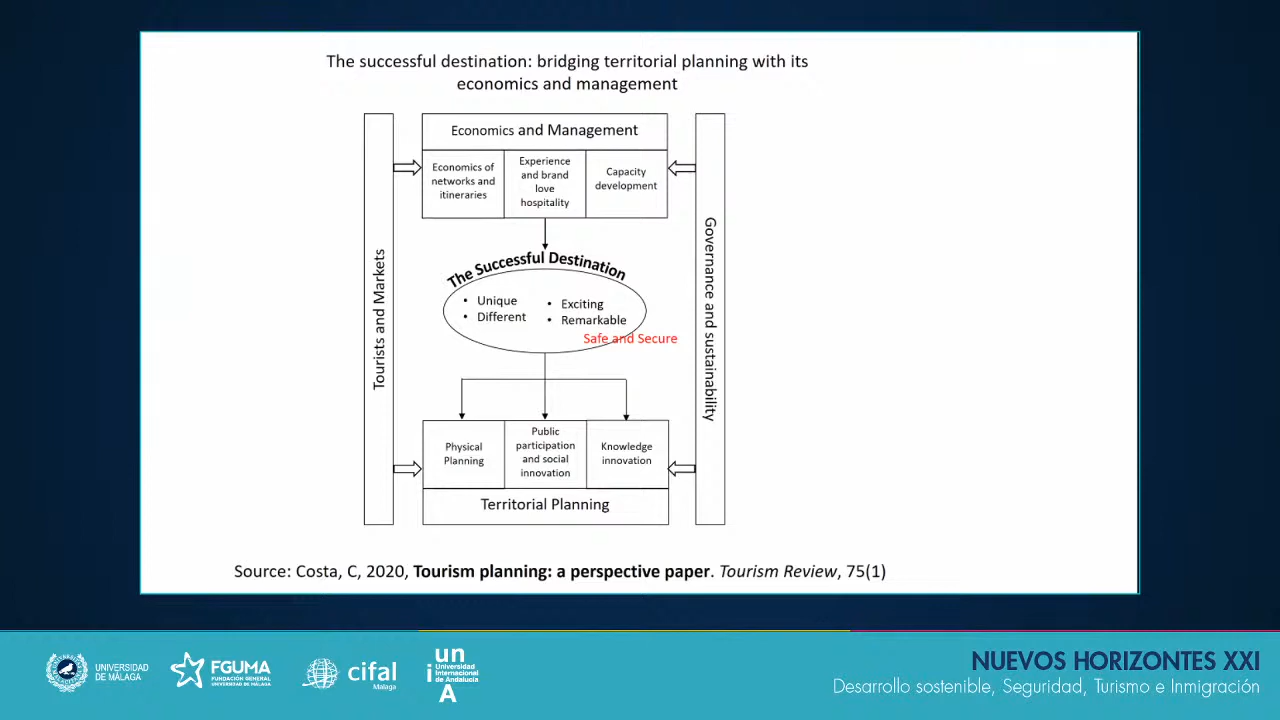 The successful destination: bridging territorial planning with its
economics and management
Economics and Management
Economics of
networks and
itineraries
Experience
and brand
love
hospitality
Capacity
development
Tourists and Markets
Governance and sustainability
The Successful Destination
• Unique
• Different
• Exciting
• Remarkable
Safe and Secure
Physical
Planning
Public
participation
and social
innovation
Knowledge
innovation
Territorial Planning
Source: Costa, C, 2020, Tourism planning: a perspective paper. Tourism Review, 75(1)
UNIVERSIDAD
DE MÁLAGA
FGUMA
FUNDACIÓN GENERAL
UNIVERSIDAD DE MÁLAGA
cifal
Málaga
un
i
Universidad
Internacional
de Andalucía
A
NUEVOS HORIZONTES XXI
Desarrollo sostenible, Seguridad, Turismo e Inmigración